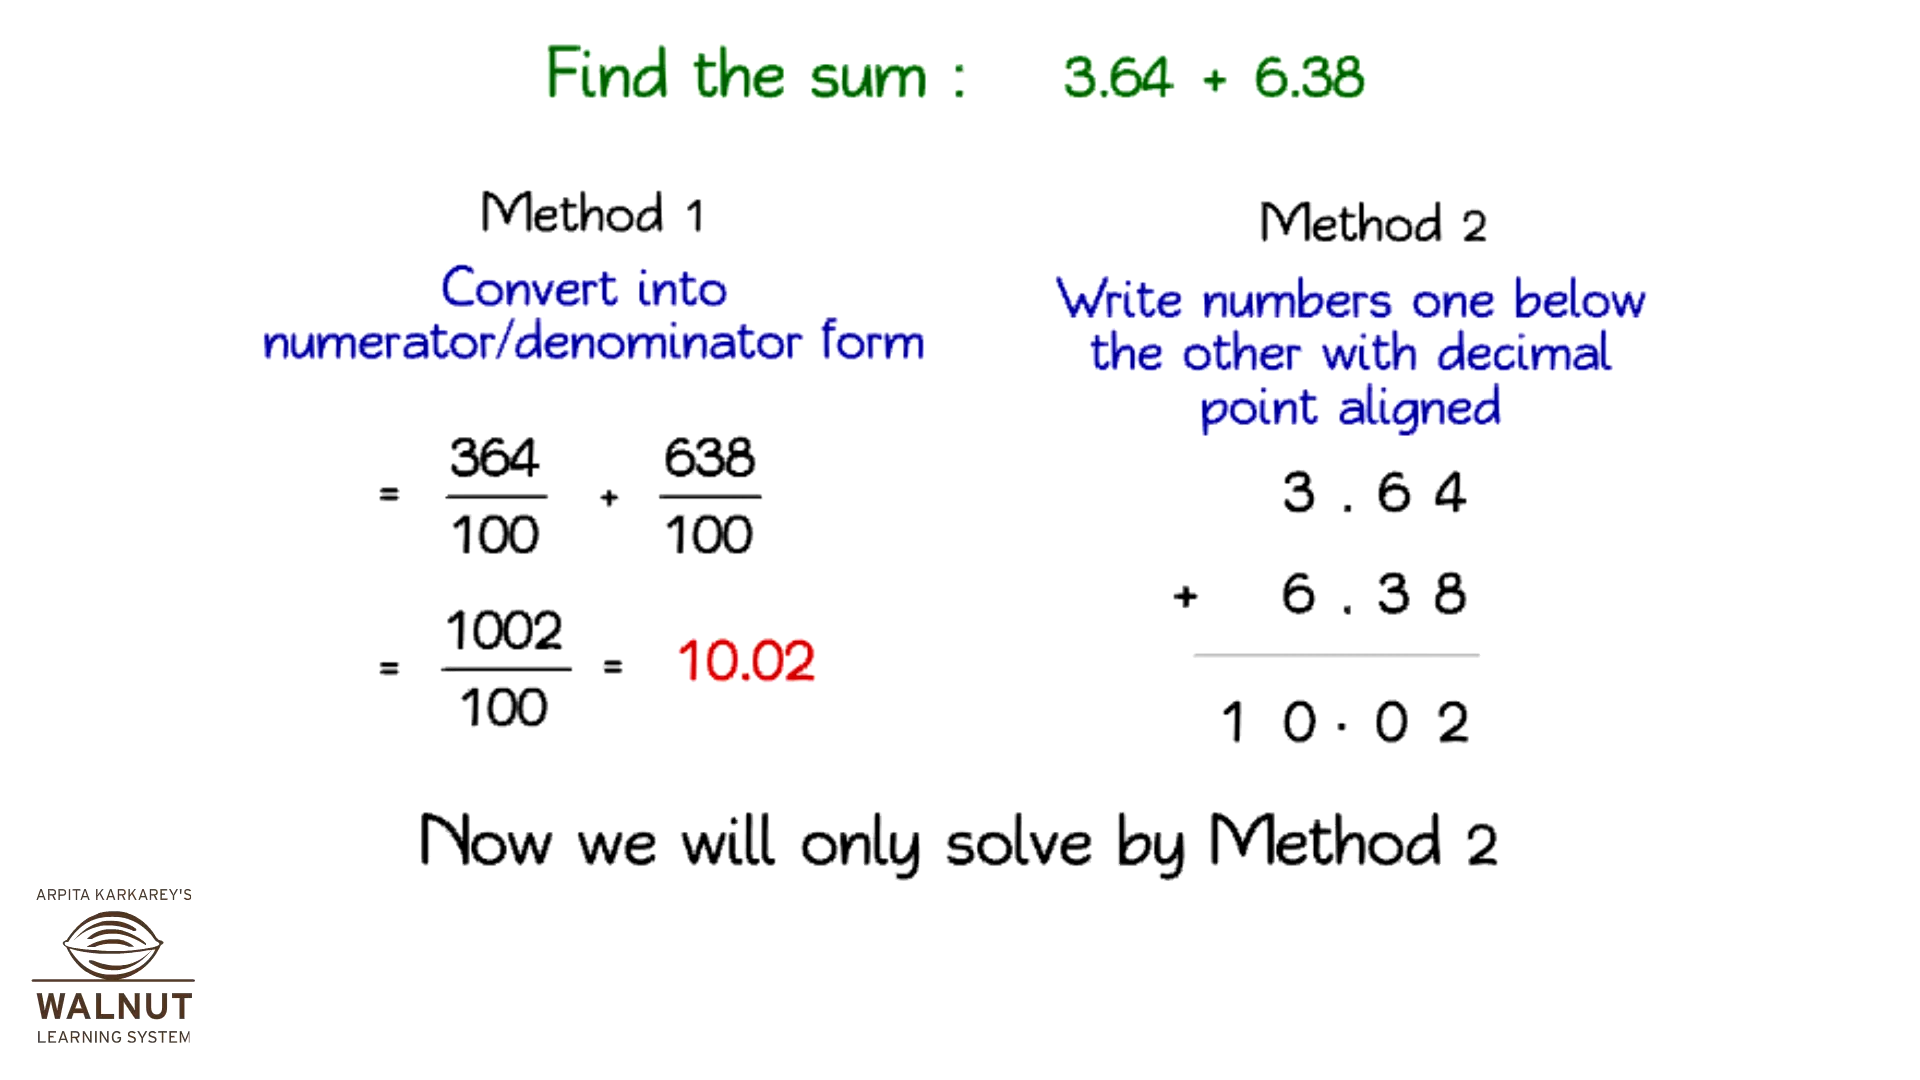 Find the sum : 3.64 + 6.38
Method 1
Convert into
numerator/denominator form
= 364/100 + 638/100
= 1002/100 = 10.02
Method 2
Write numbers one below
the other with decimal
point aligned
3 . 6 4
+ 6 . 3 8
1 0 . 0 2
Now we will only solve by Method 2
ARPITA KARKAREY'S
WALNUT
LEARNING SYSTEM